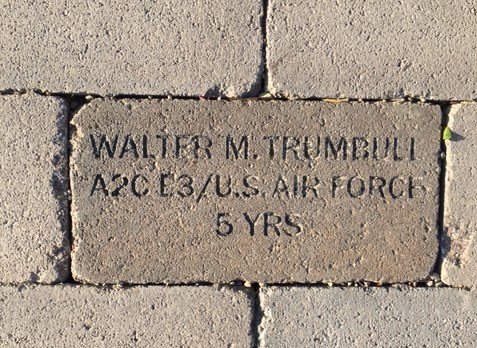 WALTER M. TRUMBULL
A2C E3/U.S. AIR FORCE
5 YRS